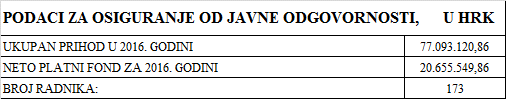 PODACI ZA OSIGURANJE OD JAVNE ODGOVORNOSTI, U HRK
UKUPAN PRIHOD U 2016. GODINI 77.093.120,86
NETO PLATNI FOND ZA 2016. GODINI 20.655.549,86
BROJ RADNIKA: 173